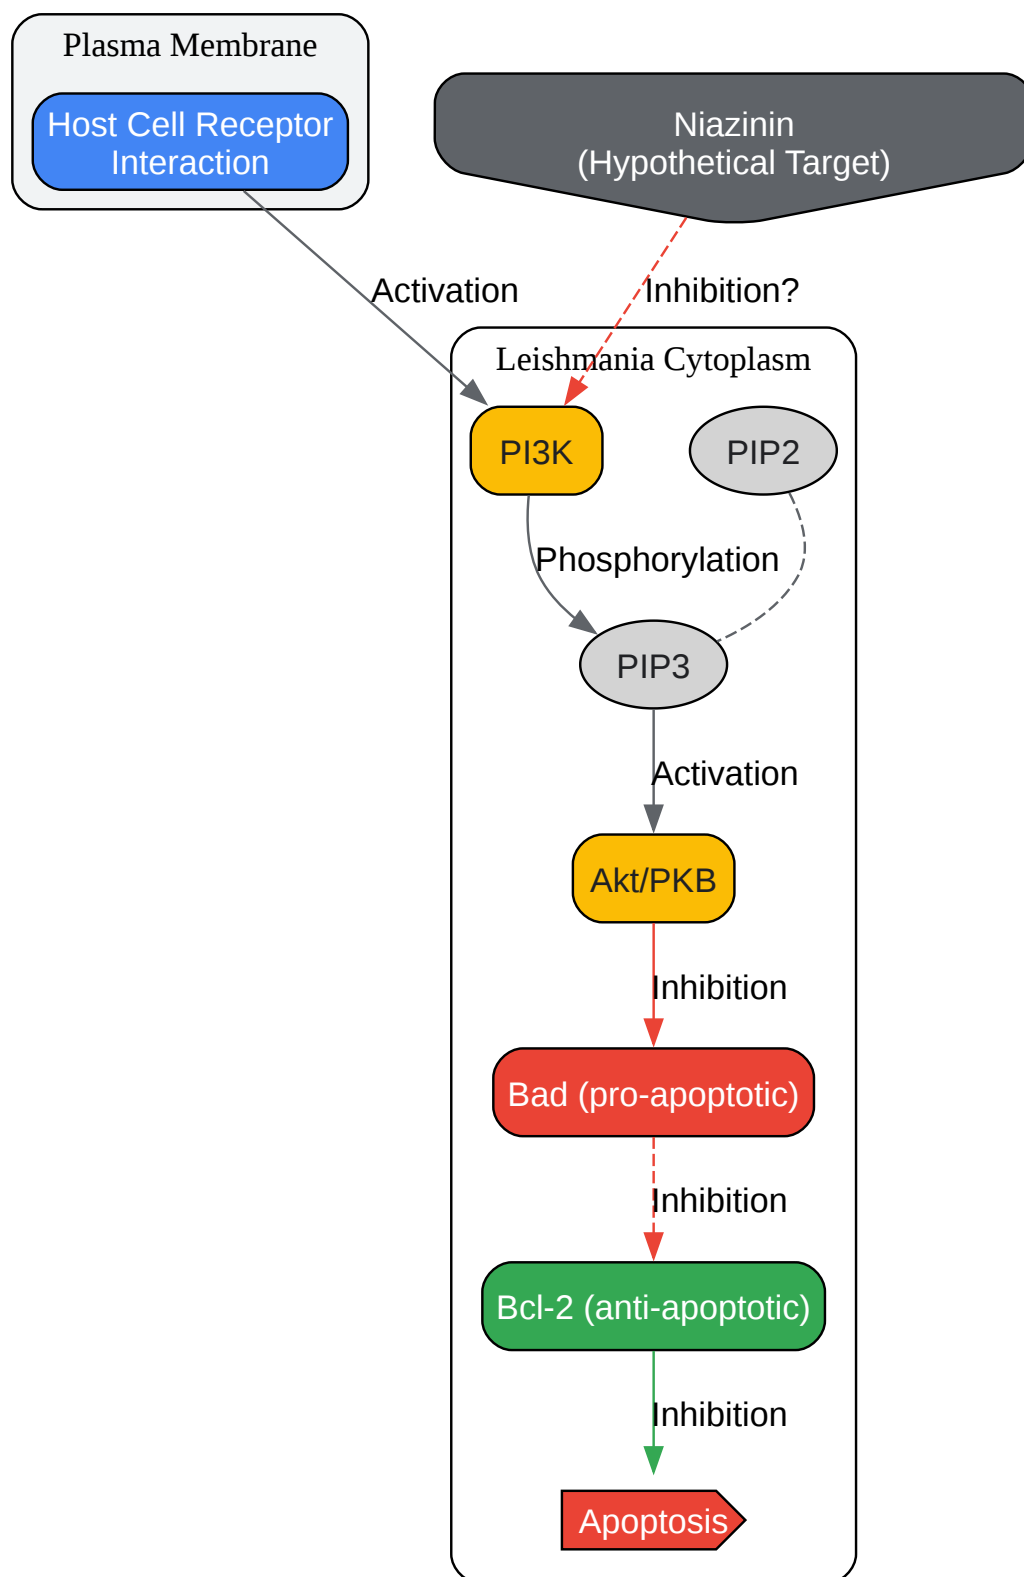 Plasma Membrane
Host Cell Receptor
Interaction
Niazinin
(Hypothetical Target)
Activation
Inhibition?
Leishmania Cytoplasm
PI3K
PIP2
Phosphorylation
PIP3
Activation
Akt/PKB
Inhibition
Bad (pro-apoptotic)
Inhibition
Bcl-2 (anti-apoptotic)
Inhibition
Apoptosis